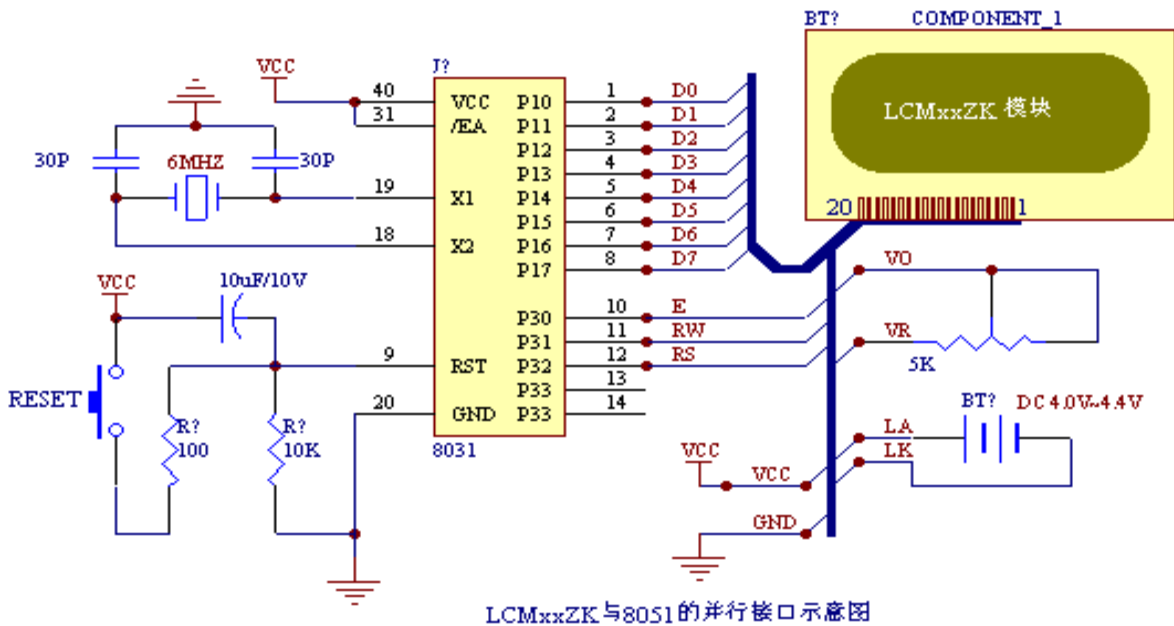 BT? COMPONENT_1
LCMxxZK 模块
20 1
VCC
J?
40 VCC P10 1 D0
31 /EA P11 2 D1
P12 3 D2
P13 4 D3
19 X1 P14 5 D4
P15 6 D5
18 X2 P16 7 D6
P17 8 D7
P30 10 E
P31 11 RW
9 RST P32 12 RS
P33 13
20 GND P33 14
8031
30P 6MHZ 30P
VCC 10uF/10V
RESET
R? 100
R? 10K
VO
VR
5K
BT? DC 4.0V~4.4V
LA
LK
VCC VCC
GND
LCMxxZK与8051的并行接口示意图